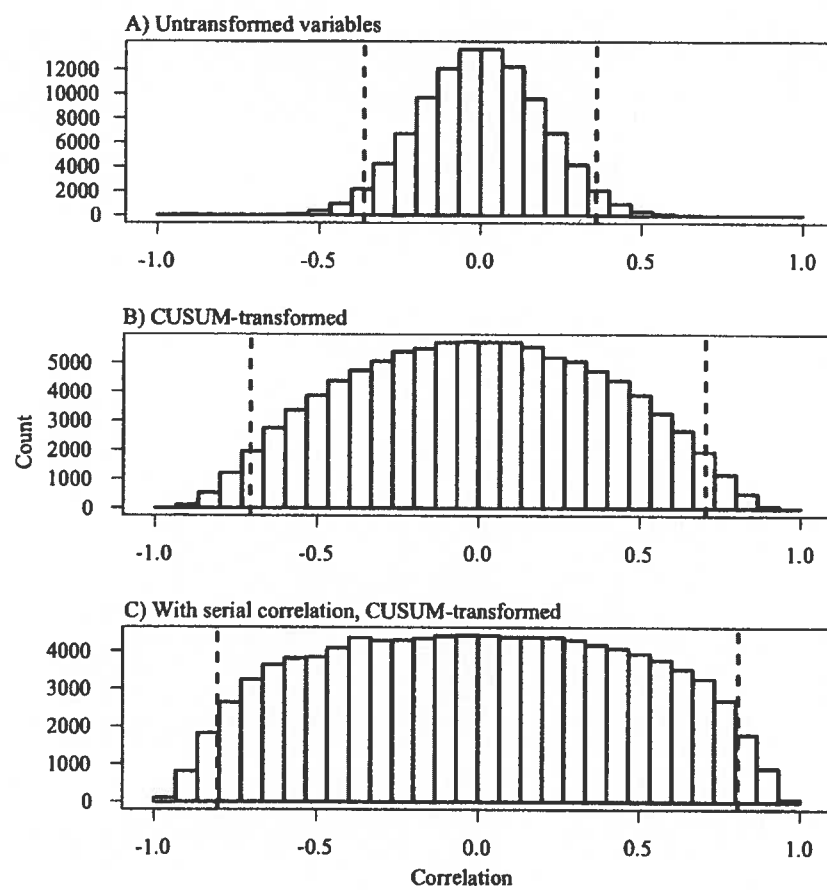 A) Untransformed variables
12000
10000
8000
6000
4000
2000
0
-1.0 -0.5 0.0 0.5 1.0
B) CUSUM-transformed
5000
4000
3000
2000
1000
0
Count
-1.0 -0.5 0.0 0.5 1.0
C) With serial correlation, CUSUM-transformed
4000
3000
2000
1000
0
-1.0 -0.5 0.0 0.5 1.0
Correlation